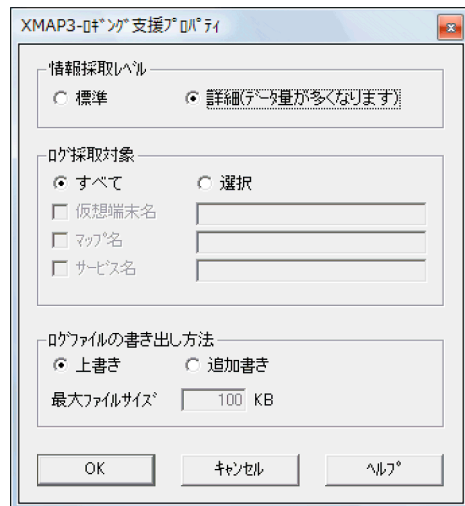 XMAP3-ﾛｷﾞﾝｸﾞ支援ﾌﾟﾛﾊﾟﾃｨ
情報採取ﾚﾍﾞﾙ
標準 詳細(ﾃﾞｰﾀ量が多くなります)
ﾛｸﾞ採取対象
すべて 選択
仮想端末名
ﾏｯﾌﾟ名
ｻｰﾋﾞｽ名
ﾛｸﾞﾌｧｲﾙの書き出し方法
上書き 追加書き
最大ﾌｧｲﾙｻｲｽﾞ 100 KB
OK ｷｬﾝｾﾙ ﾍﾙﾌﾟ